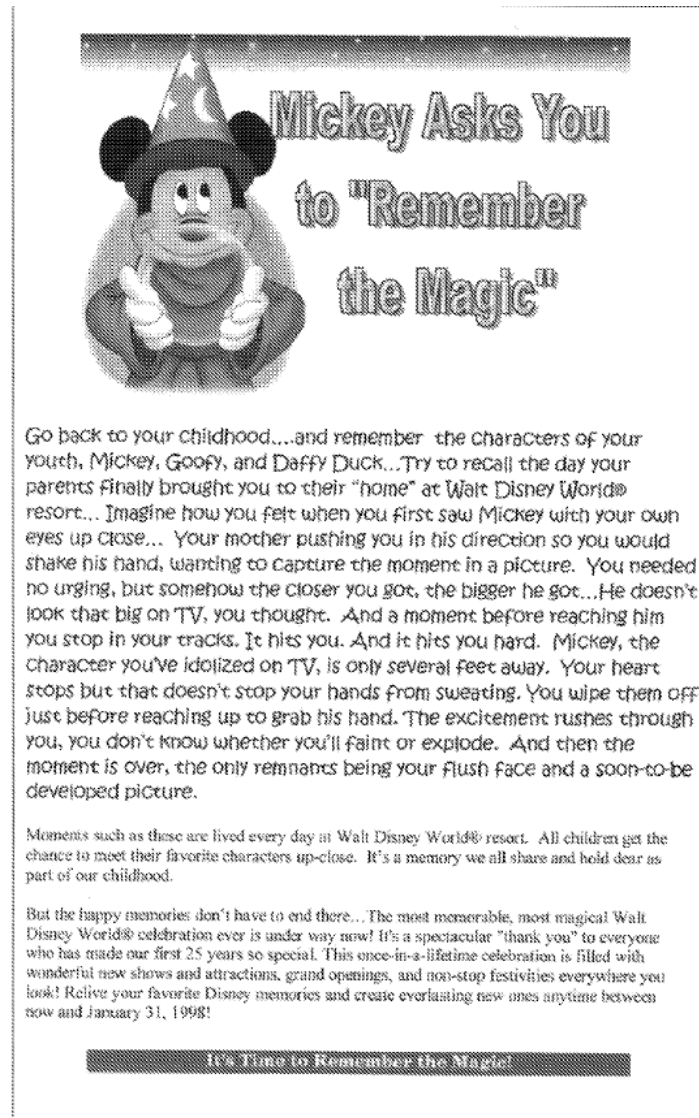 Mickey Asks You
to "Remember
the Magic"
Go back to your childhood....and remember the characters of your
youth, Mickey, Goofy, and Daffy Duck...Try to recall the day your
parents finally brought you to their "home" at Walt Disney World®
resort... Imagine how you felt when you first saw Mickey with your own
eyes up close... Your mother pushing you in his direction so you would
shake his hand, wanting to capture the moment in a picture. You needed
no urging, but somehow the closer you got, the bigger he got...He doesn't
look that big on TV, you thought. And a moment before reaching him
you stop in your tracks. It hits you. And it hits you hard. Mickey, the
character you've idolized on TV, is only several feet away. Your heart
stops but that doesn't stop your hands from sweating. You wipe them off
just before reaching up to grab his hand. The excitement rushes through
you, you don't know whether you'll faint or explode. And then the
moment is over, the only remnants being your flush face and a soon-to-be
developed picture.
Moments such as these are lived every day at Walt Disney World® resort. All children get the
chance to meet their favorite characters up-close. It's a memory we all share and hold dear as
part of our childhood.
But the happy memories don't have to end there...The most memorable, most magical Walt
Disney World® celebration ever is under way now! It's a spectacular "thank you" to everyone
who has made our first 25 years so special. This once-in-a-lifetime celebration is filled with
wonderful new shows and attractions, grand openings, and non-stop festivities everywhere you
look! Relive your favorite Disney memories and create everlasting new ones anytime between
now and January 31, 1998!
It's Time to Remember the Magic!